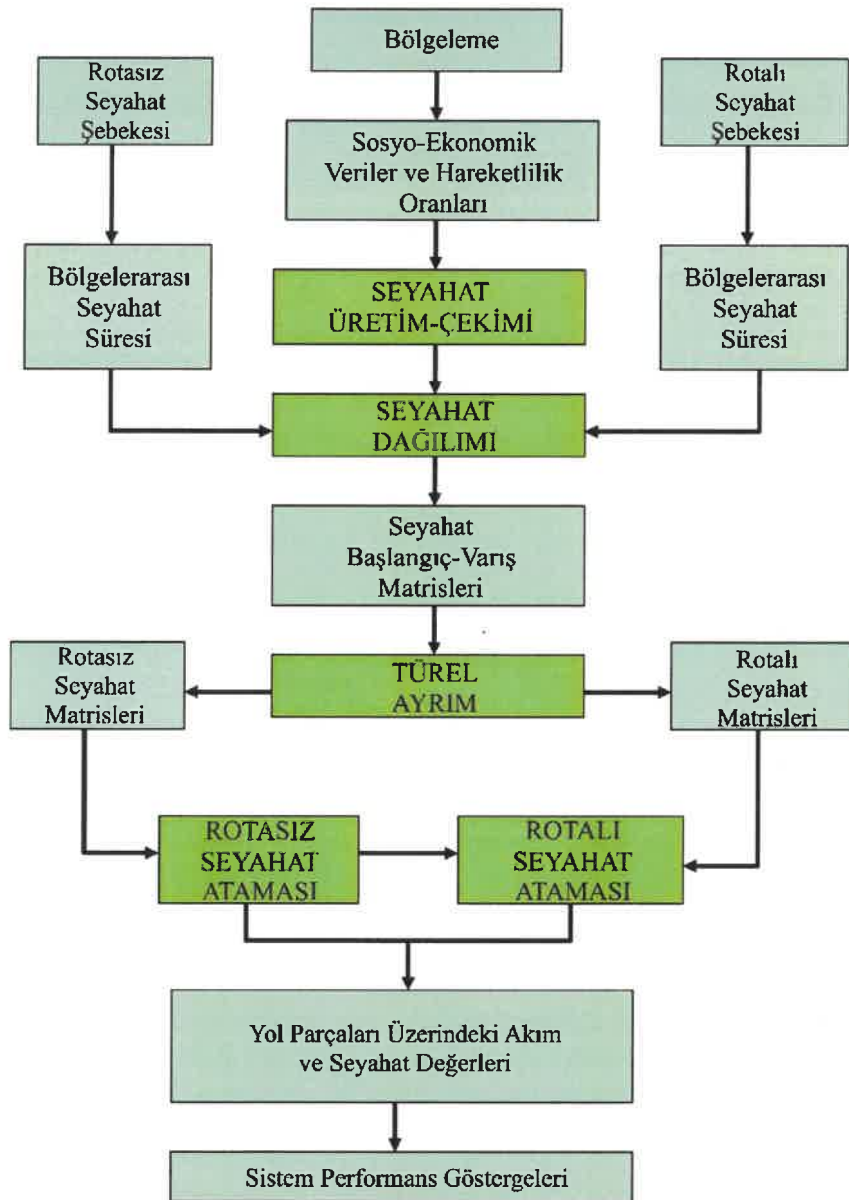 Bölgeleme
Rotasız
Seyahat
Şebekesi
Rotalı
Seyahat
Şebekesi
Sosyo-Ekonomik
Veriler ve Hareketlilik
Oranları
Bölgelerarası
Seyahat
Süresi
SEYAHAT
ÜRETİM-ÇEKİMİ
Bölgelerarası
Seyahat
Süresi
SEYAHAT
DAĞILIMI
Seyahat
Başlangıç-Varış
Matrisleri
Rotasız
Seyahat
Matrisleri
TÜREL
AYRIM
Rotalı
Seyahat
Matrisleri
ROTASIZ
SEYAHAT
ATAMASI
ROTALI
SEYAHAT
ATAMASI
Yol Parçaları Üzerindeki Akım
ve Seyahat Değerleri
Sistem Performans Göstergeleri